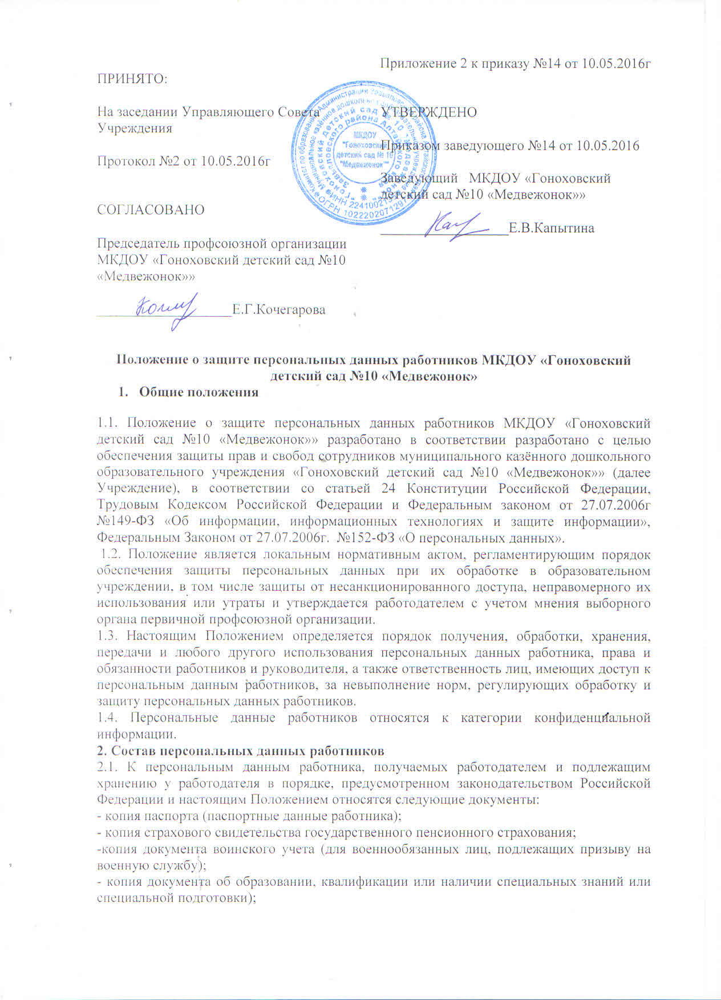 Приложение 2 к приказу №14 от 10.05.2016г
ПРИНЯТО:
На заседании Управляющего Совета
Учреждения
Протокол №2 от 10.05.2016г
СОГЛАСОВАНО
Председатель профсоюзной организации
МКДОУ «Гоноховский детский сад №10
«Медвежонок»»
Е.Г.Кочегарова
УТВЕРЖДЕНО
Приказом заведующего №14 от 10.05.2016
Заведующий МКДОУ «Гоноховский
детский сад №10 «Медвежонок»»
Е.В.Капытина
МКДОУ
"Гоноховский
детский сад № 10
"Медвежонок"
Положение о защите персональных данных работников МКДОУ «Гоноховский
детский сад №10 «Медвежонок»
1. Общие положения
1.1. Положение о защите персональных данных работников МКДОУ «Гоноховский
детский сад №10 «Медвежонок»» разработано в соответствии разработано с целью
обеспечения защиты прав и свобод сотрудников муниципального казённого дошкольного
образовательного учреждения «Гоноховский детский сад №10 «Медвежонок»» (далее
Учреждение), в соответствии со статьей 24 Конституции Российской Федерации,
Трудовым Кодексом Российской Федерации и Федеральным законом от 27.07.2006г
№149-ФЗ «Об информации, информационных технологиях и защите информации»,
Федеральным Законом от 27.07.2006г. №152-ФЗ «О персональных данных».
1.2. Положение является локальным нормативным актом, регламентирующим порядок
обеспечения защиты персональных данных при их обработке в образовательном
учреждении, в том числе защиты от несанкционированного доступа, неправомерного их
использования или утраты и утверждается работодателем с учетом мнения выборного
органа первичной профсоюзной организации.
1.3. Настоящим Положением определяется порядок получения, обработки, хранения,
передачи и любого другого использования персональных данных работника, права и
обязанности работников и руководителя, а также ответственность лиц, имеющих доступ к
персональным данным работников, за невыполнение норм, регулирующих обработку и
защиту персональных данных работников.
1.4. Персональные данные работников относятся к категории конфиденциальной
информации.
2. Состав персональных данных работников
2.1. К персональным данным работника, получаемых работодателем и подлежащим
хранению у работодателя в порядке, предусмотренном законодательством Российской
Федерации и настоящим Положением относятся следующие документы:
- копия паспорта (паспортные данные работника);
- копия страхового свидетельства государственного пенсионного страхования;
-копия документа воинского учета (для военнообязанных лиц, подлежащих призыву на
военную службу);
- копия документа об образовании, квалификации или наличии специальных знаний или
специальной подготовки);